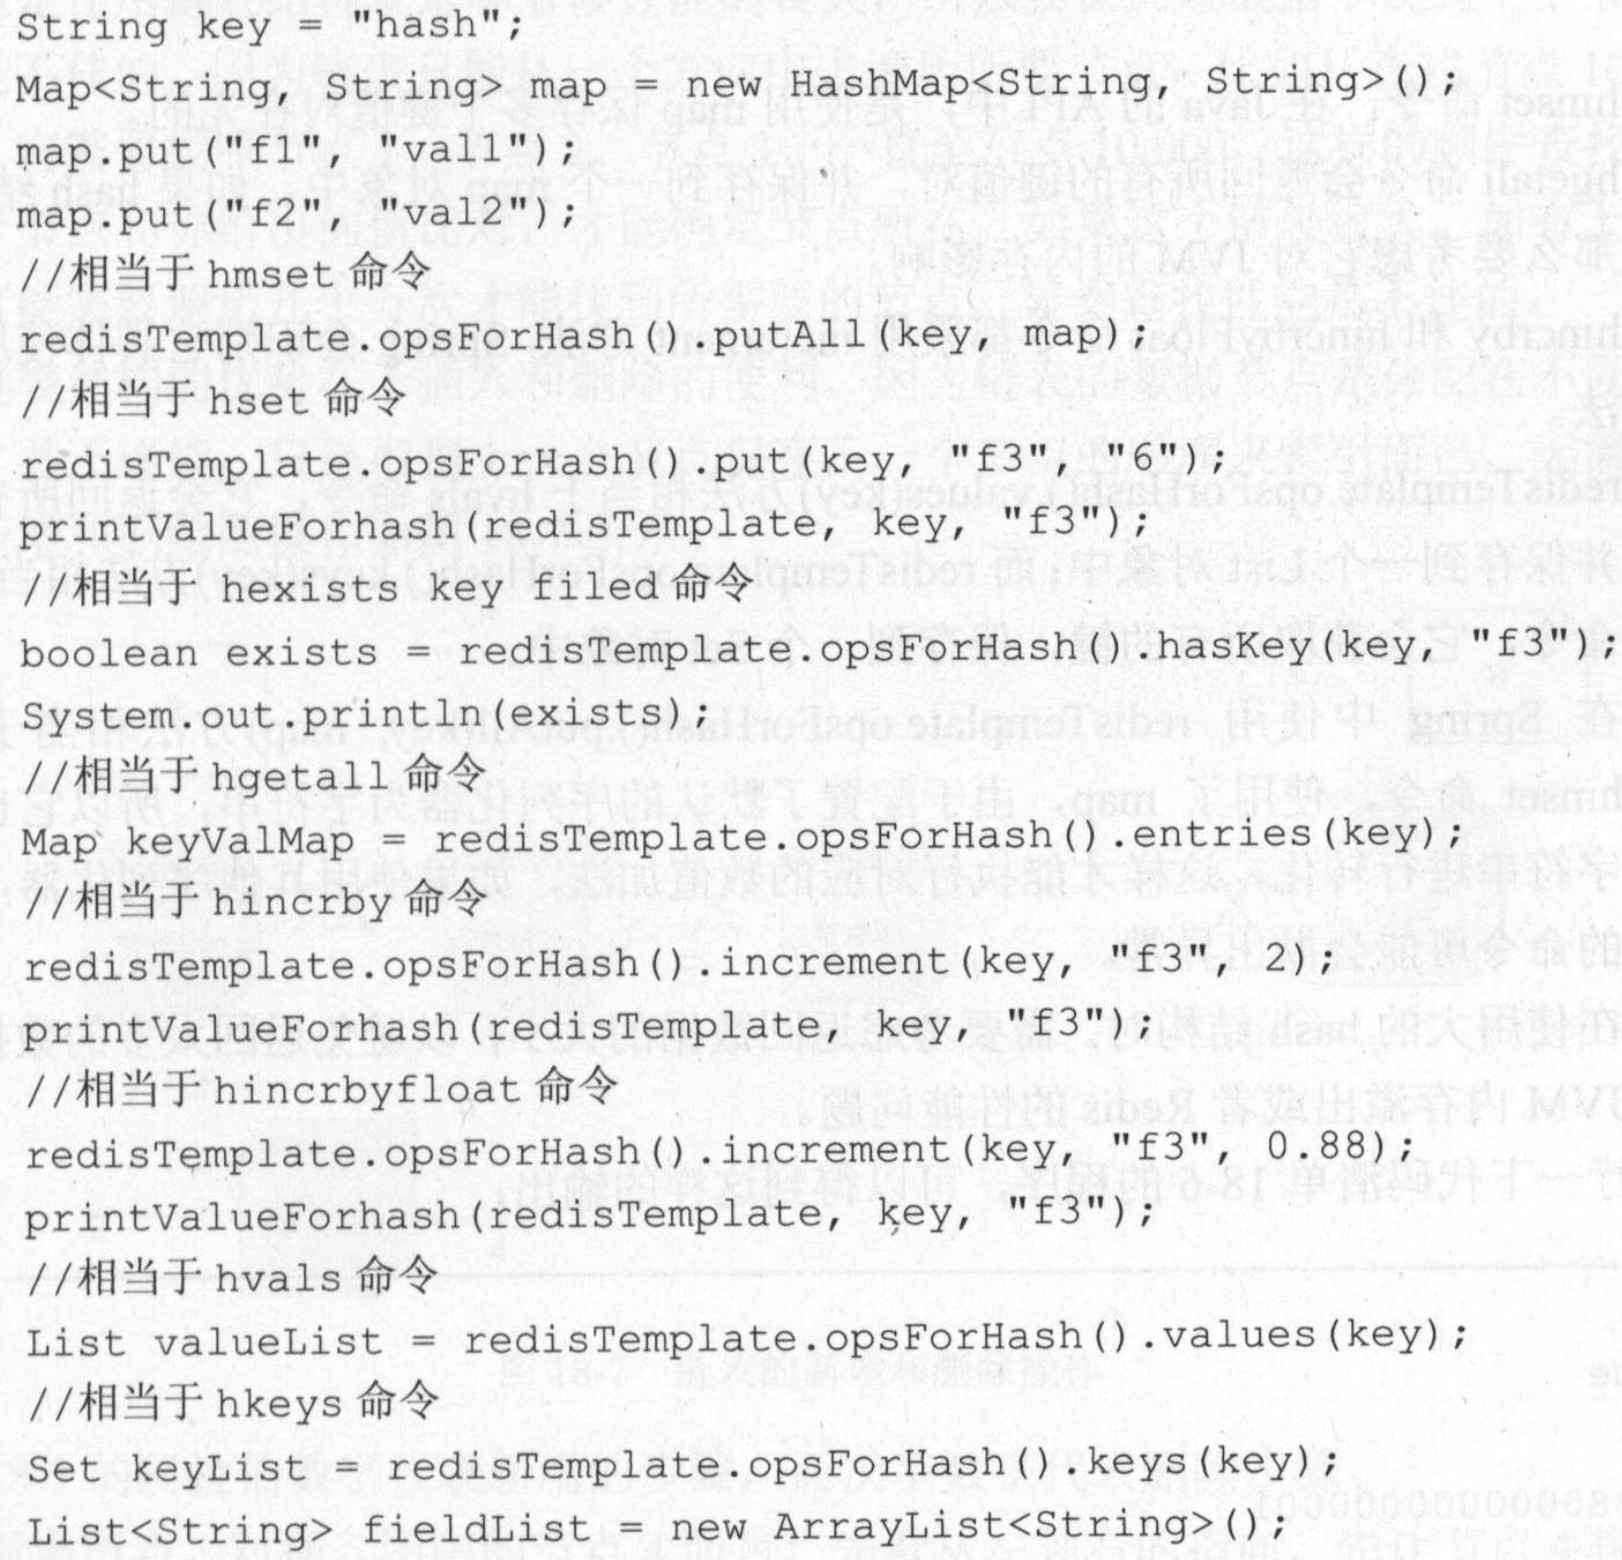 String key = "hash";
Map<String, String> map = new HashMap<String, String>();
map.put("f1", "val1");
map.put("f2", "val2");
//相当于 hmset 命令
redisTemplate.opsForHash().putAll(key, map);
//相当于 hset 命令
redisTemplate.opsForHash().put(key, "f3", "6");
printValueForhash(redisTemplate, key, "f3");
//相当于 hexists key filed 命令
boolean exists = redisTemplate.opsForHash().hasKey(key, "f3");
System.out.println(exists);
//相当于 hgetall 命令
Map keyValMap = redisTemplate.opsForHash().entries(key);
//相当于 hincrby 命令
redisTemplate.opsForHash().increment(key, "f3", 2);
printValueForhash(redisTemplate, key, "f3");
//相当于 hincrbyfloat 命令
redisTemplate.opsForHash().increment(key, "f3", 0.88);
printValueForhash(redisTemplate, key, "f3");
//相当于 hvals 命令
List valueList = redisTemplate.opsForHash().values(key);
//相当于 hkeys 命令
Set keyList = redisTemplate.opsForHash().keys(key);
List<String> fieldList = new ArrayList<String>();